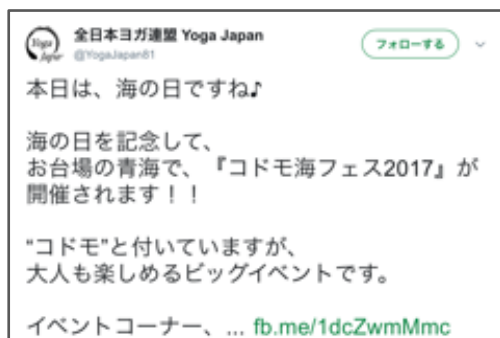 全日本ヨガ連盟 Yoga Japan
@YogaJapan81
フォローする
本日は、海の日ですね♪
海の日を記念して、
お台場の青海で、『コドモ海フェス2017』が
開催されます！！
“コドモ”と付いていますが、
大人も楽しめるビッグイベントです。
イベントコーナー、... fb.me/1dcZwmMmc